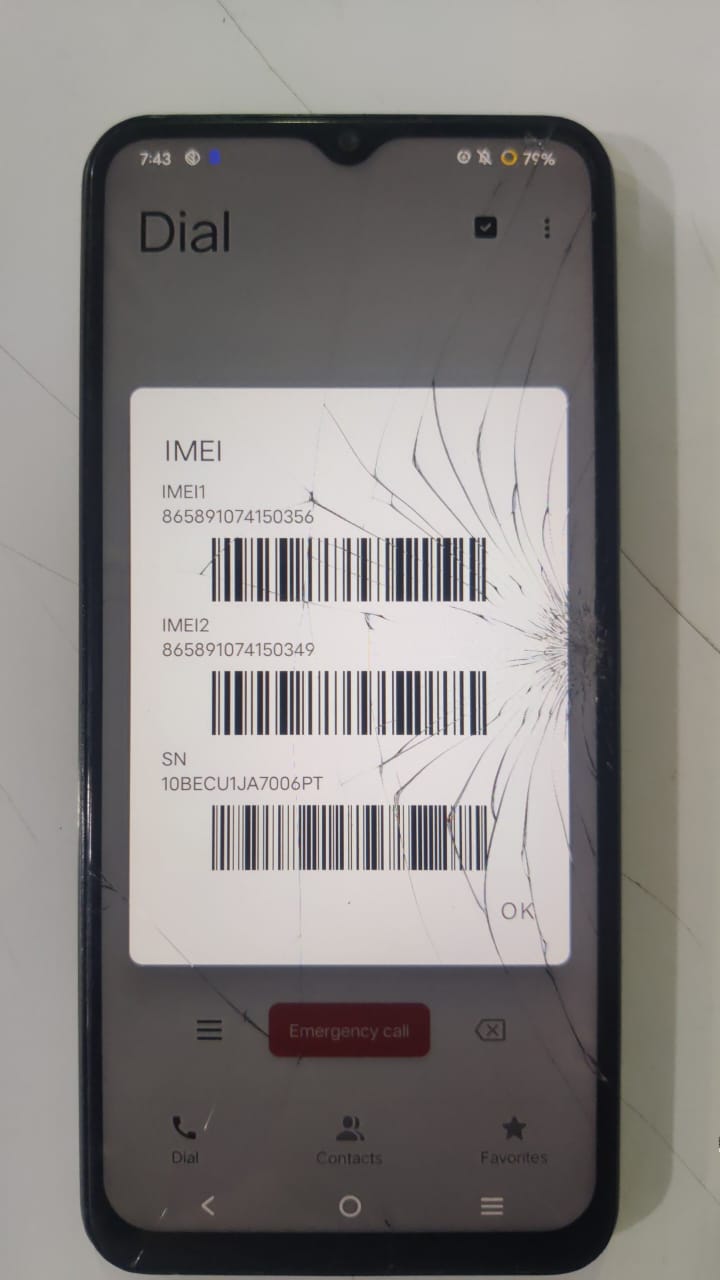 7:43 79%
Dial
IMEI
IMEI1
865891074150356
IMEI2
865891074150349
SN
10BECU1JA7006PT
OK
Emergency call
Dial Contacts Favorites